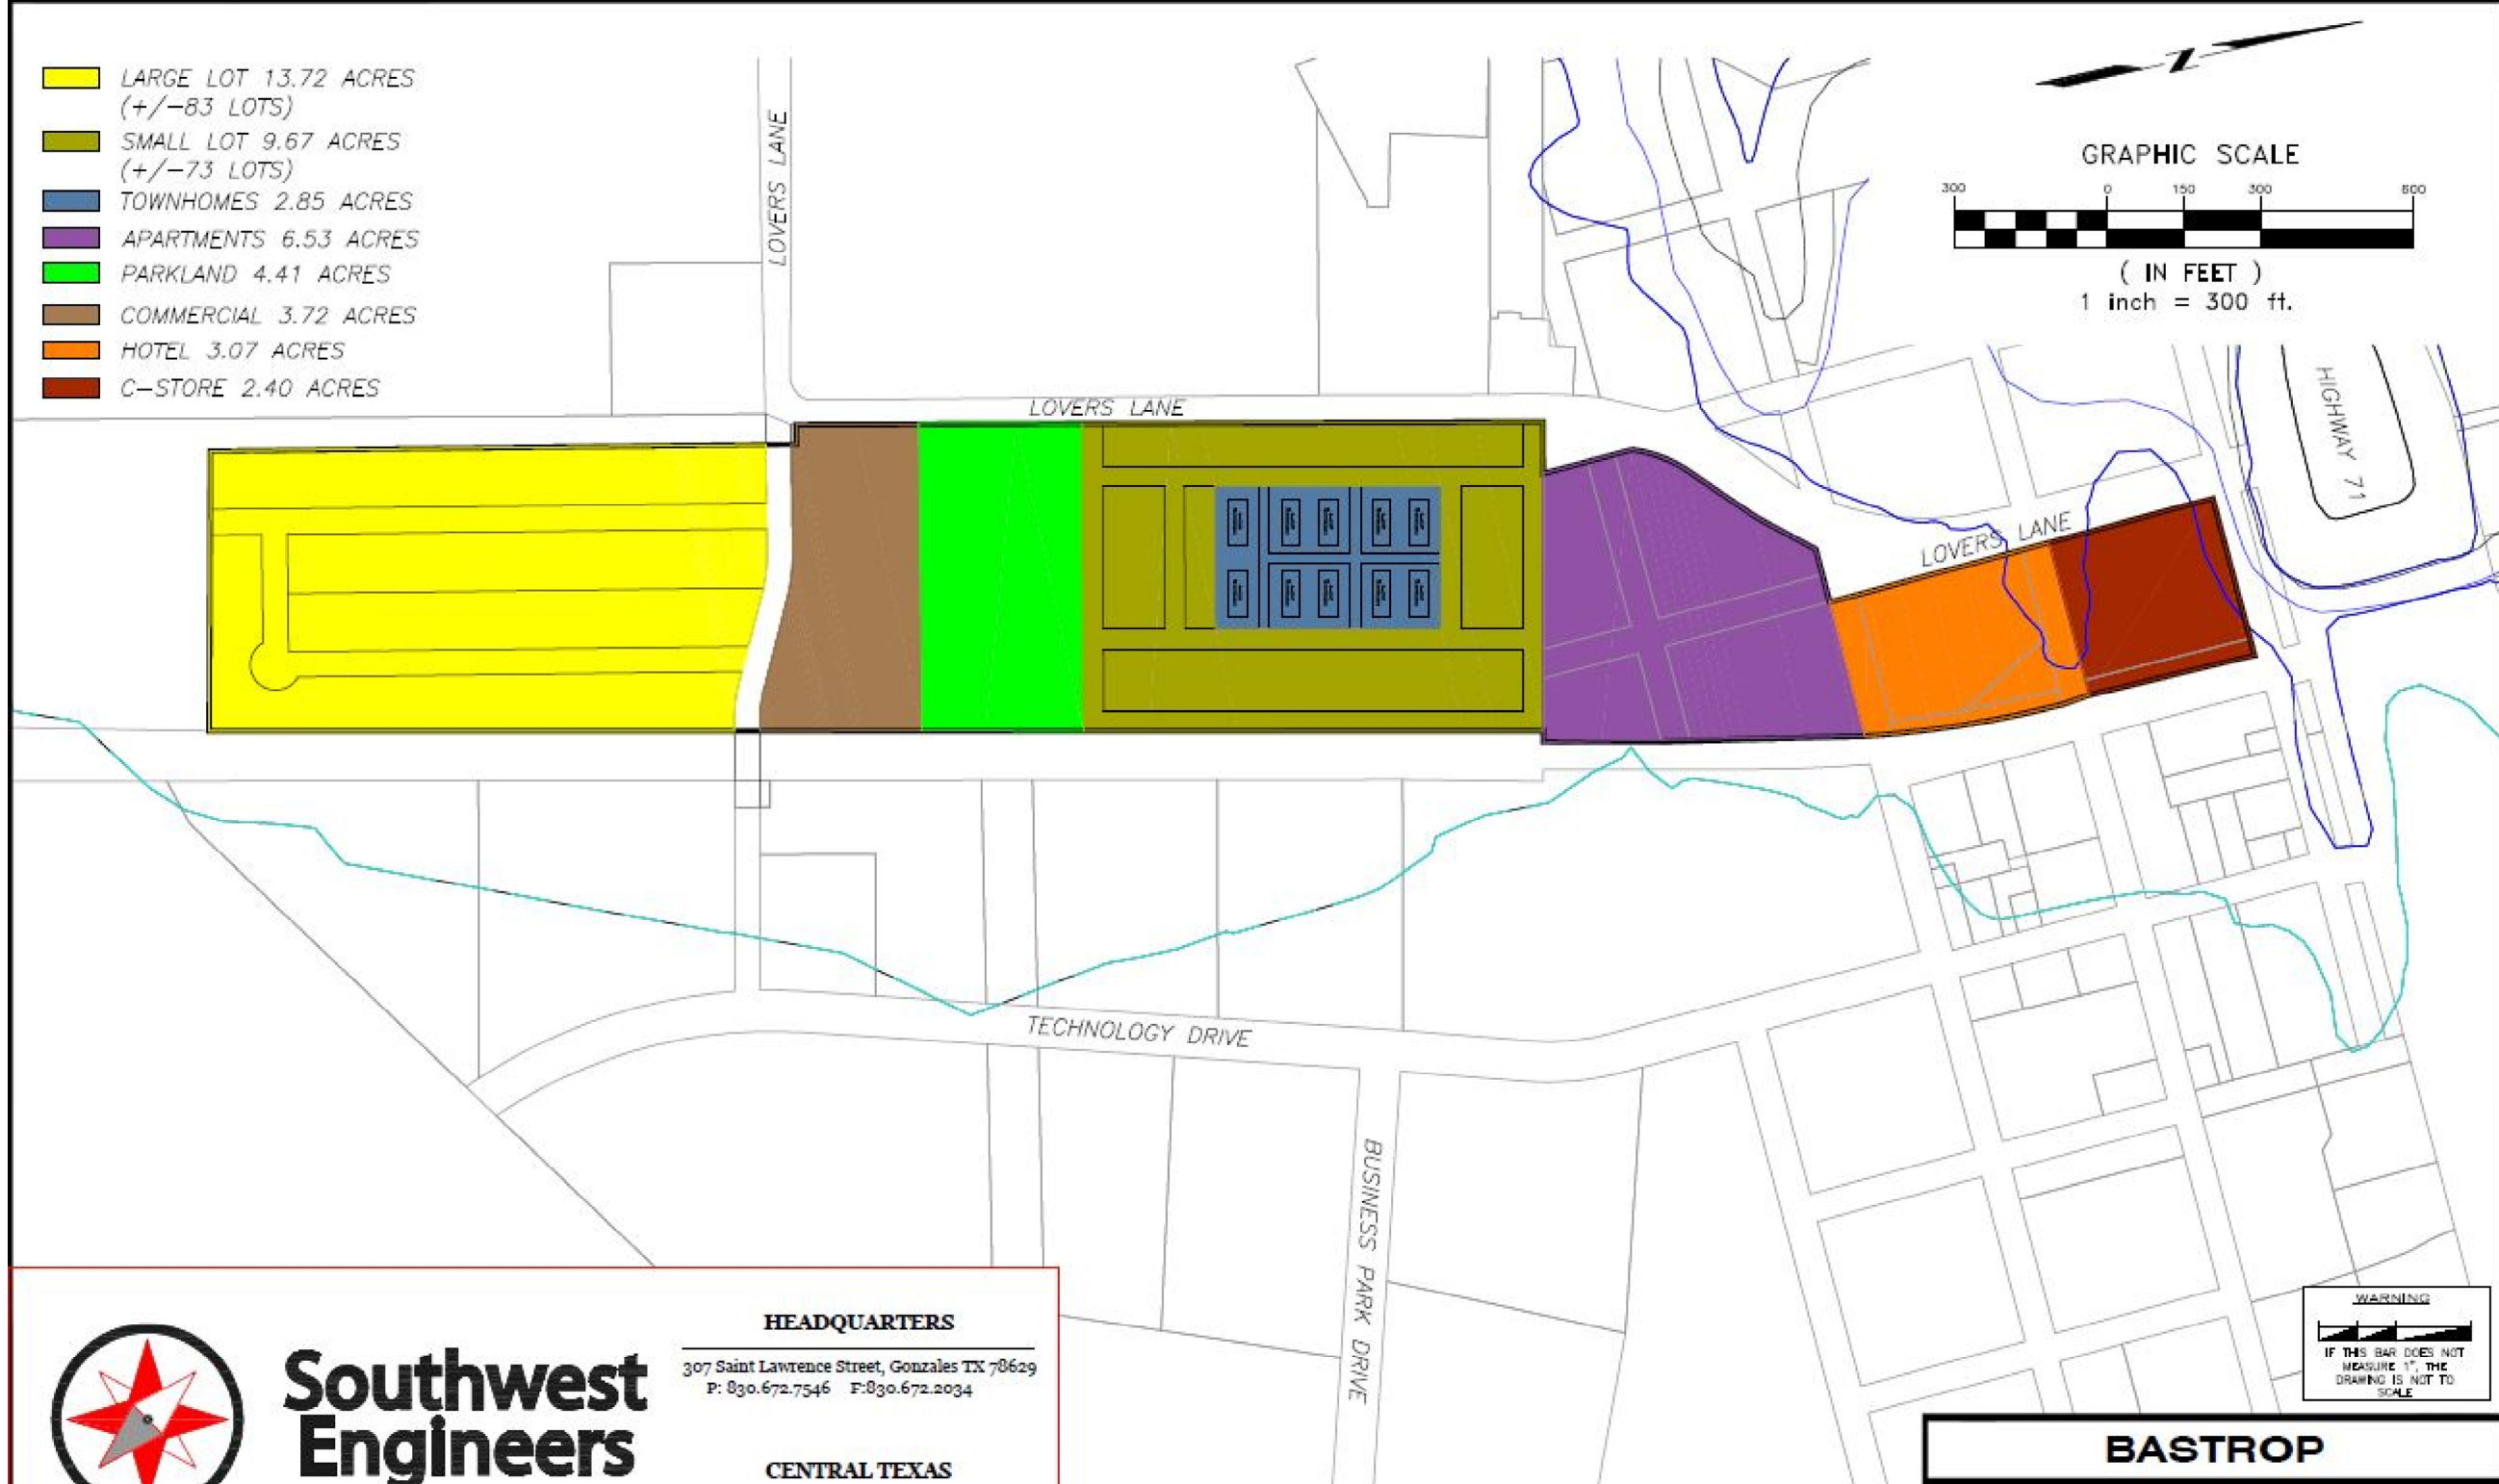 LARGE LOT 13.72 ACRES
(+/-83 LOTS)
SMALL LOT 9.67 ACRES
(+/-73 LOTS)
TOWNHOMES 2.85 ACRES
APARTMENTS 6.53 ACRES
PARKLAND 4.41 ACRES
COMMERCIAL 3.72 ACRES
HOTEL 3.07 ACRES
C-STORE 2.40 ACRES
LOVERS LANE
GRAPHIC SCALE
300 0 150 300 600
( IN FEET )
1 inch = 300 ft.
HIGHWAY 71
LOVERS LANE
LOVERS LANE
TECHNOLOGY DRIVE
BUSINESS PARK DRIVE
Southwest
Engineers
HEADQUARTERS
307 Saint Lawrence Street, Gonzales TX 78629
P: 830.672.7546 F:830.672.2034
CENTRAL TEXAS
WARNING
IF THIS BAR DOES NOT
MEASURE 1", THE
DRAWING IS NOT TO
SCALE
BASTROP